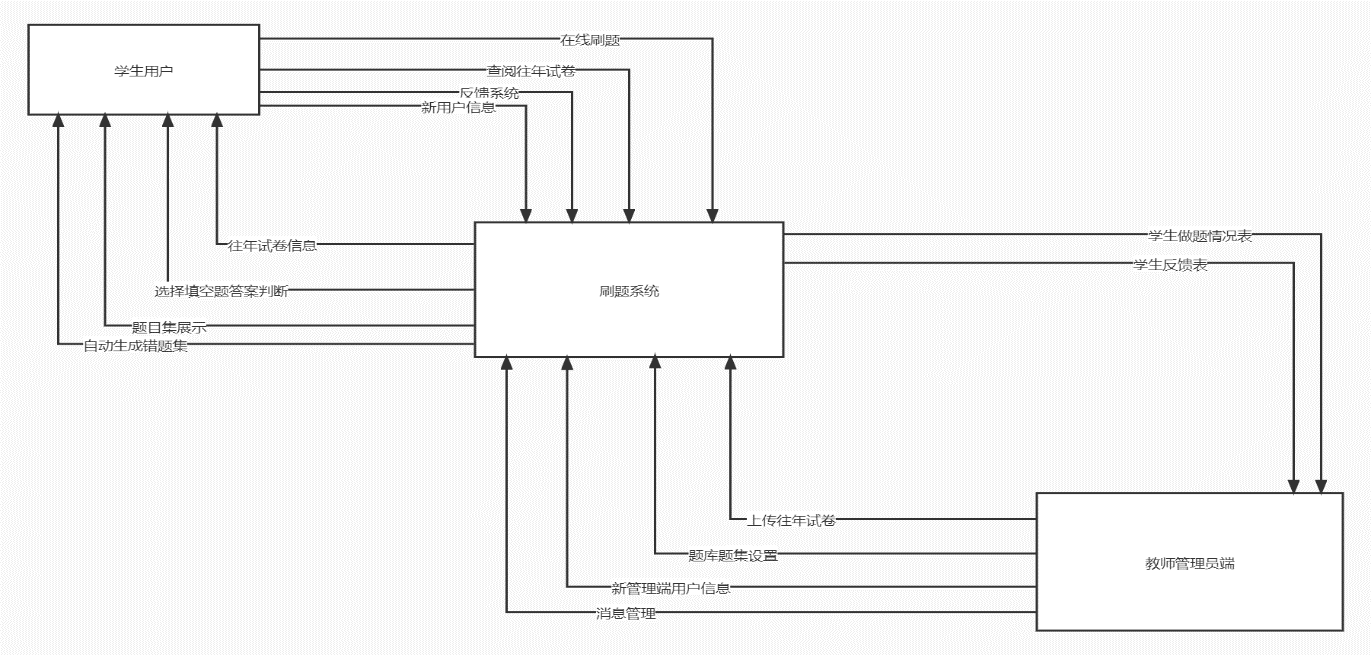 在线刷题
学生用户
查阅往年试卷
反馈系统
新用户信息
学生做题情况表
往年试卷信息
学生反馈表
选择填空题答案判断
刷题系统
题目集展示
自动生成错题集
上传往年试卷
题库题集设置
教师管理员端
新管理端用户信息
消息管理